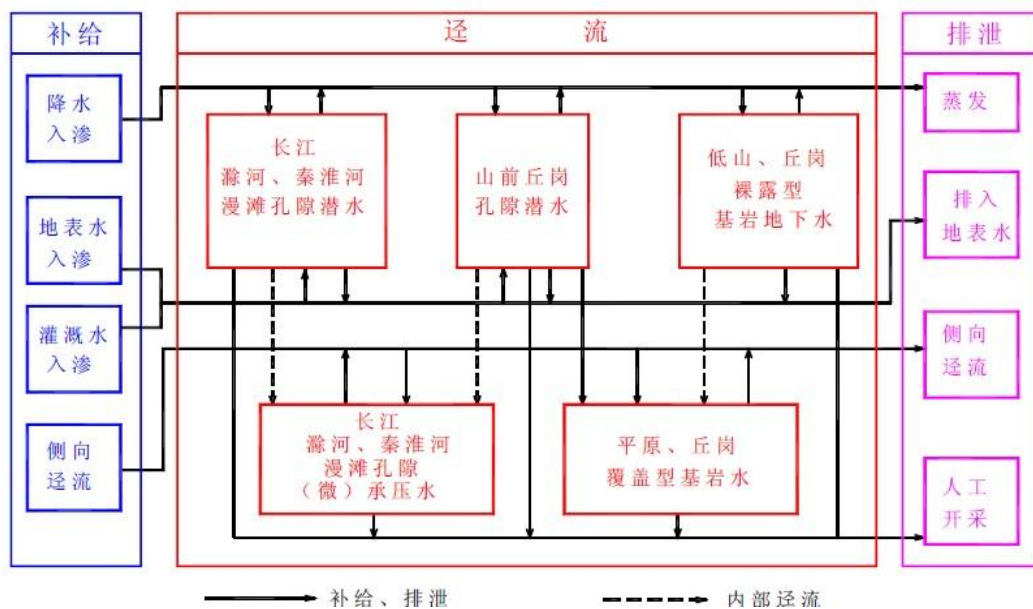 补给
迳 流
排泄
降水
入渗
地表水
入渗
灌溉水
入渗
侧向
迳流
长江
滁河、秦淮河
漫滩孔隙潜水
山前丘岗
孔隙潜水
低山、丘岗
裸露型
基岩地下水
长江
滁河、秦淮河
漫滩孔隙
（微）承压水
平原、丘岗
覆盖型基岩水
蒸发
排入
地表水
侧向
迳流
人工
开采
补给、排泄
内部迳流